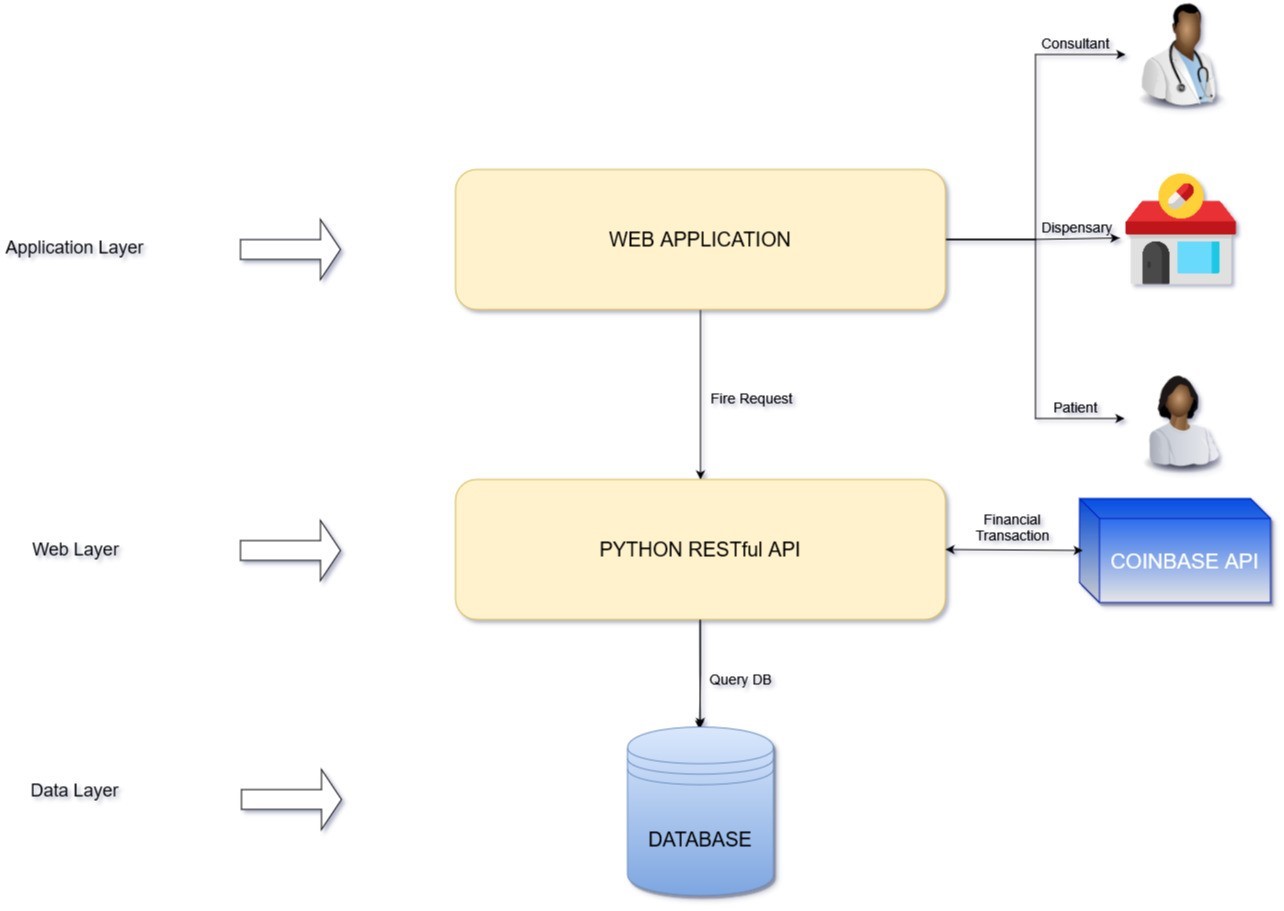 Consultant
Application Layer
WEB APPLICATION
Dispensary
Fire Request
Patient
Web Layer
PYTHON RESTful API
Financial
Transaction
COINBASE API
Query DB
Data Layer
DATABASE